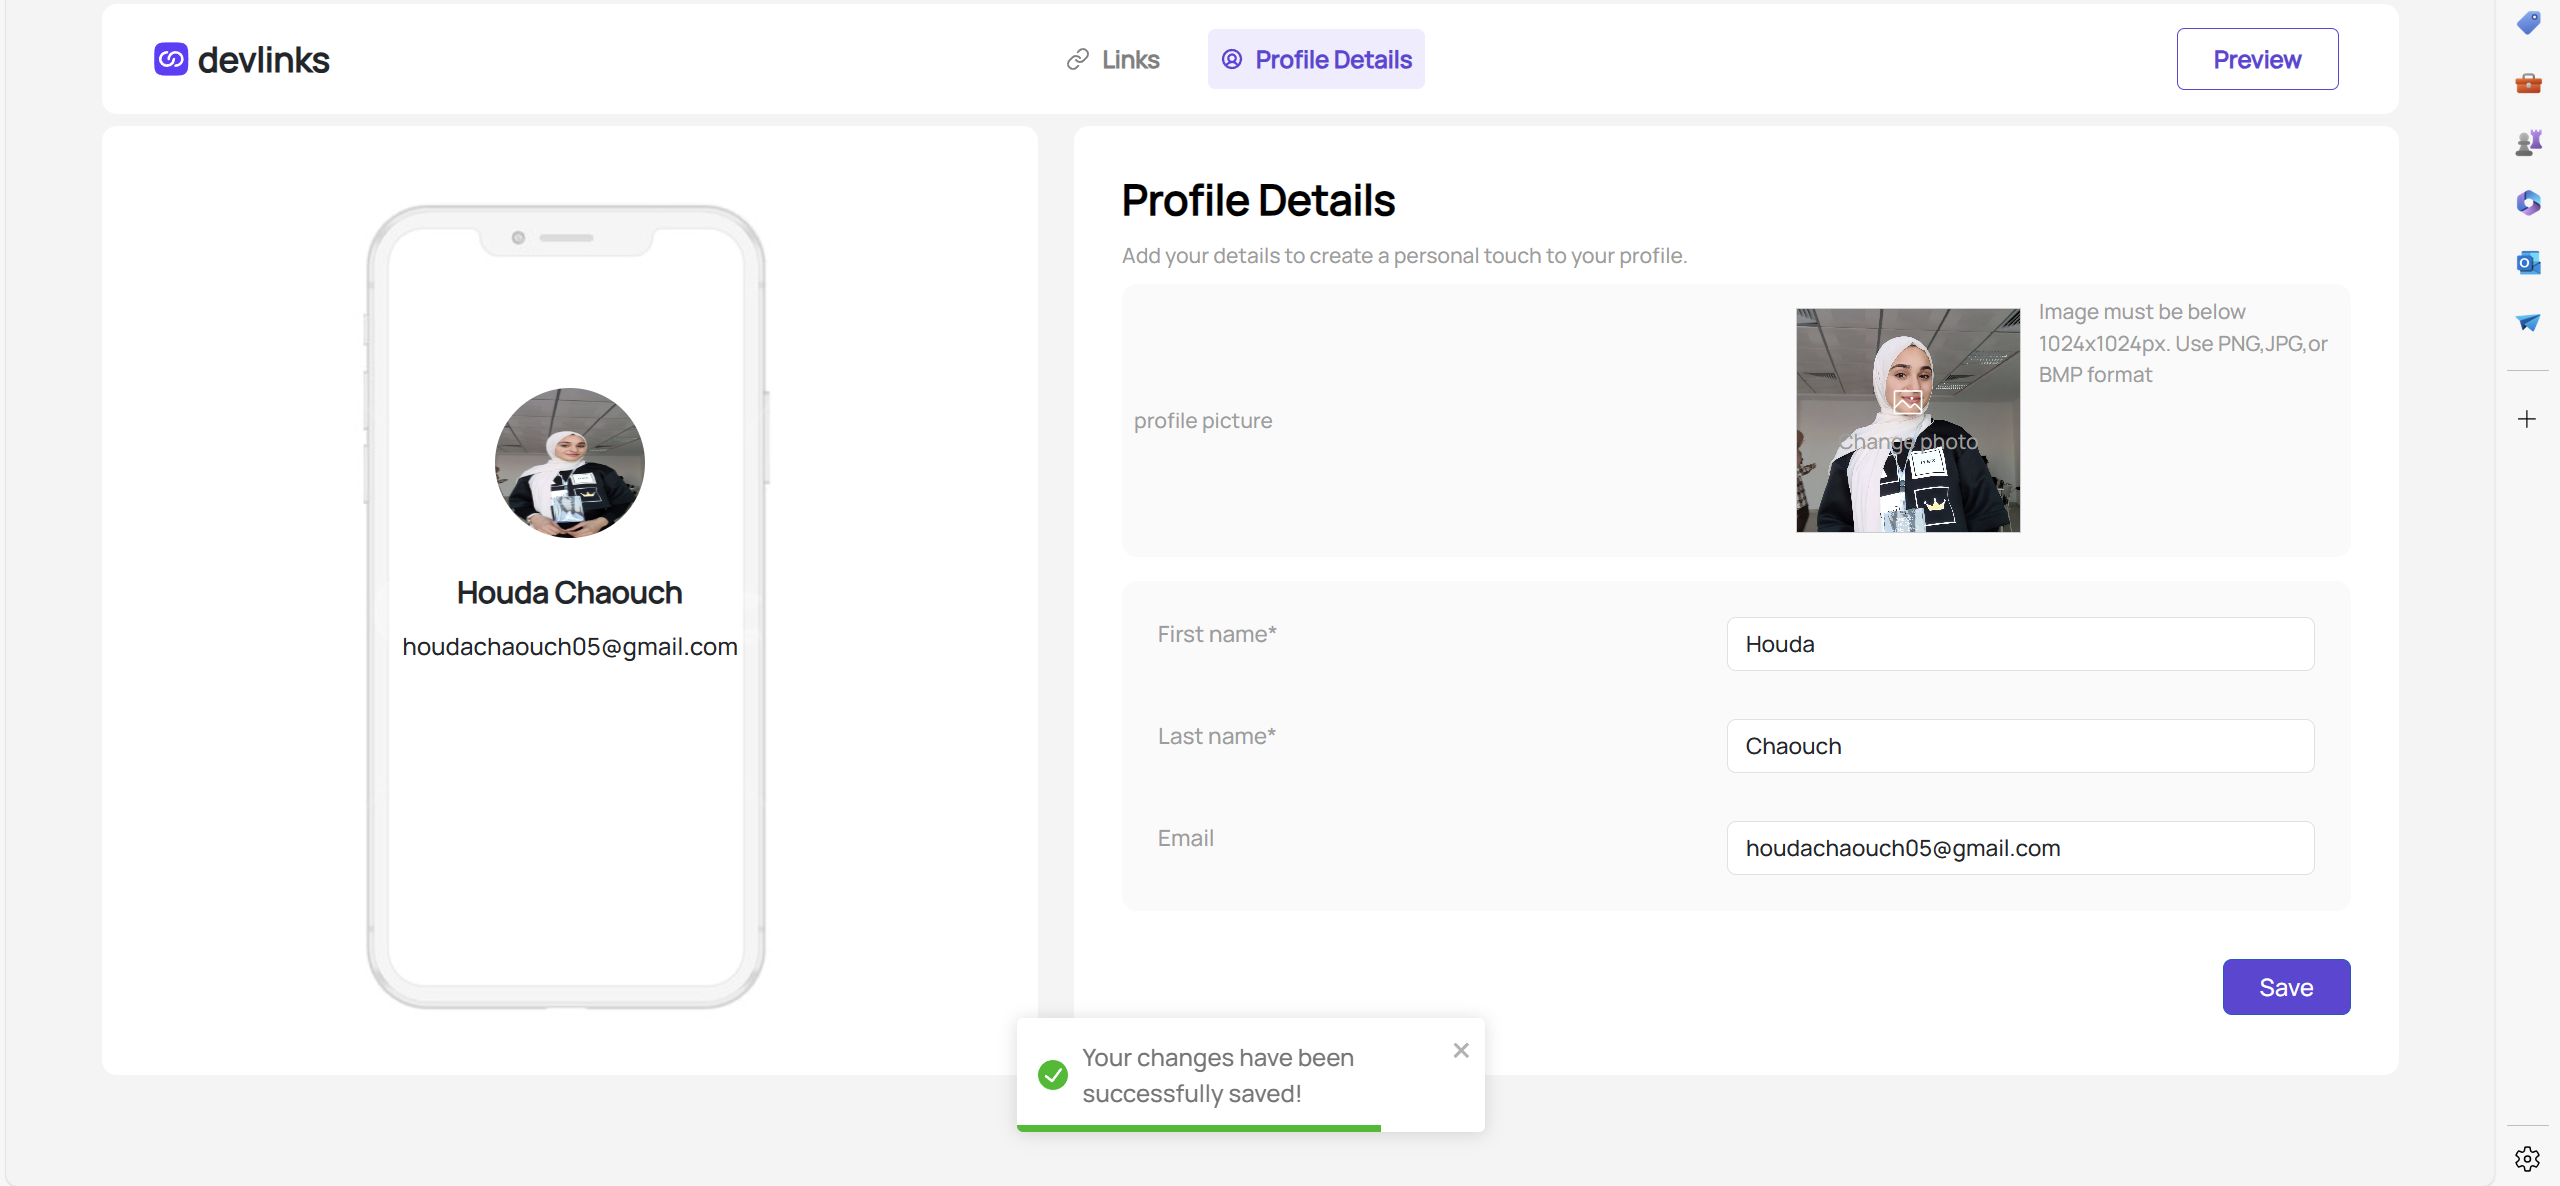 devlinks
Links
Profile Details
Preview
Houda Chaouch
houdachaouch05@gmail.com
Profile Details
Add your details to create a personal touch to your profile.
profile picture
Change photo
Image must be below
1024x1024px. Use PNG,JPG,or
BMP format
First name*
Houda
Last name*
Chaouch
Email
houdachaouch05@gmail.com
Save
Your changes have been
successfully saved!